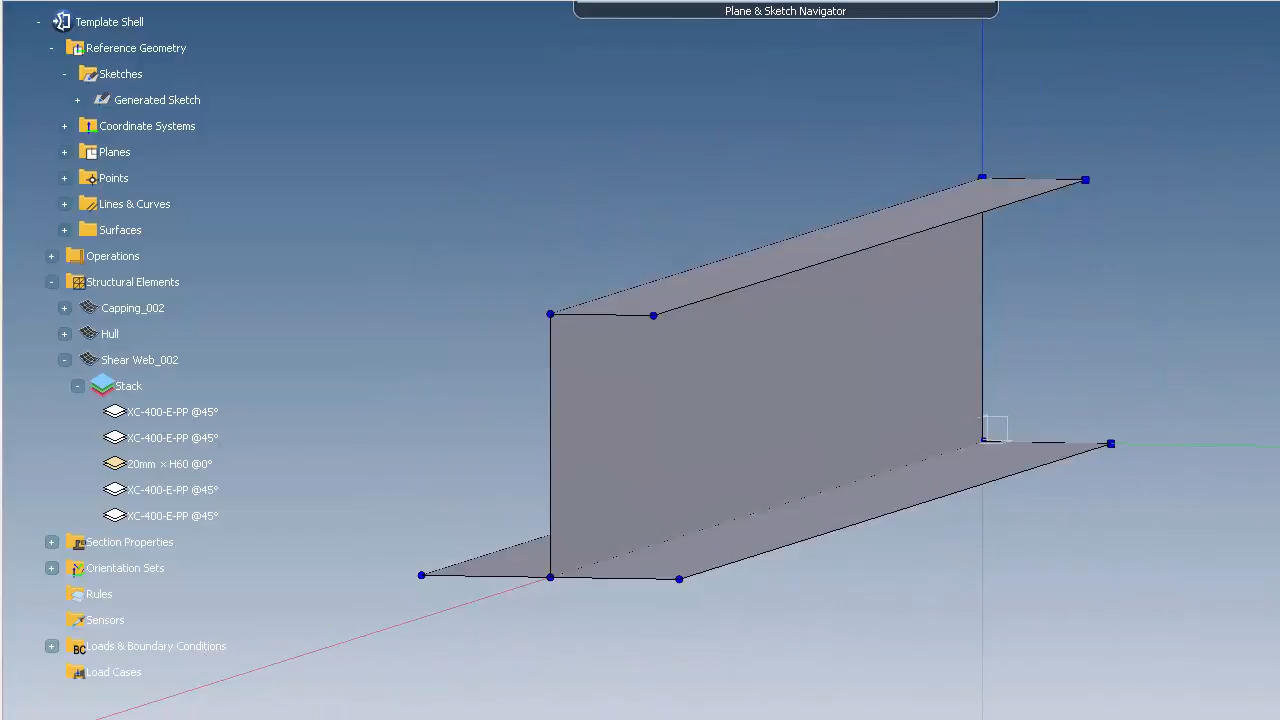 Plane & Sketch Navigator
Template Shell
Reference Geometry
Sketches
Generated Sketch
Coordinate Systems
Planes
Points
Lines & Curves
Surfaces
Operations
Structural Elements
Capping_002
Hull
Shear Web_002
Stack
XC-400-E-PP @45°
XC-400-E-PP @45°
20mm × H60 @0°
XC-400-E-PP @45°
XC-400-E-PP @45°
Section Properties
Orientation Sets
Rules
Sensors
BC Loads & Boundary Conditions
Load Cases